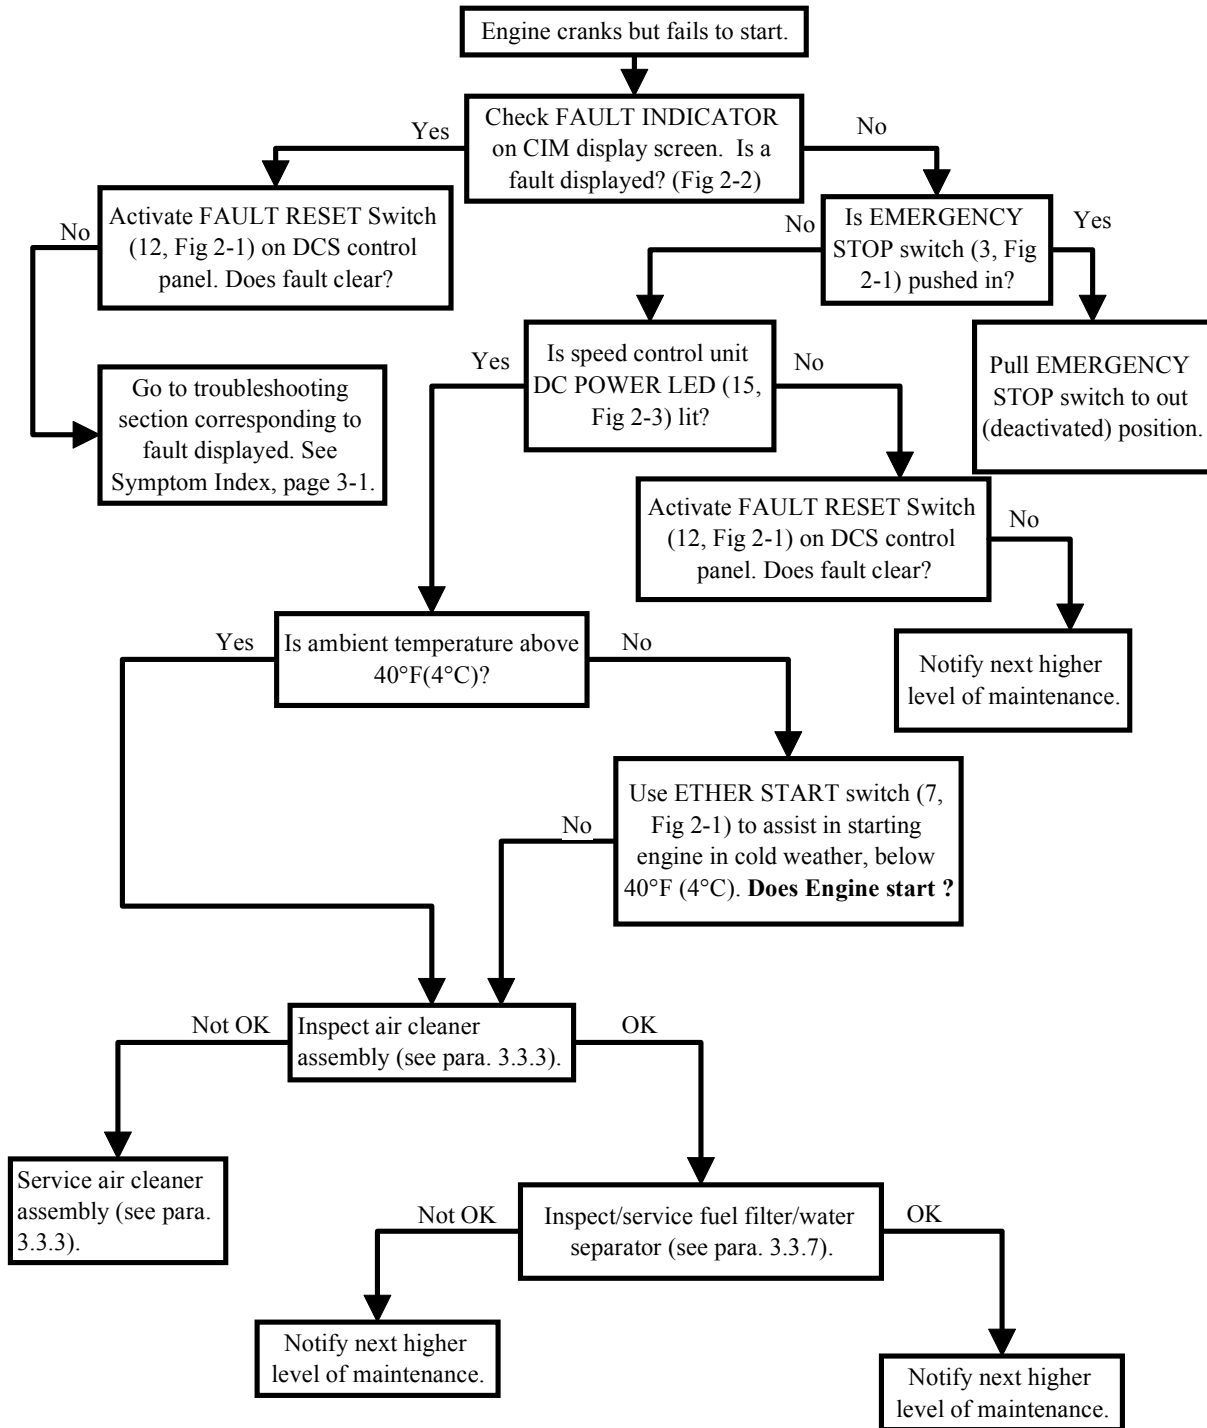 Engine cranks but fails to start.
Yes
Check FAULT INDICATOR
on CIM display screen.  Is a
fault displayed? (Fig 2-2)
No
No
Activate FAULT RESET Switch
(12, Fig 2-1) on DCS control
panel. Does fault clear?
No
Is EMERGENCY
STOP switch (3, Fig
2-1) pushed in?
Yes
Go to troubleshooting
section corresponding to
fault displayed. See
Symptom Index, page 3-1.
Yes
Is speed control unit
DC POWER LED (15,
Fig 2-3) lit?
No
Pull EMERGENCY
STOP switch to out
(deactivated) position.
Activate FAULT RESET Switch
(12, Fig 2-1) on DCS control
panel. Does fault clear?
No
Yes
Is ambient temperature above
40°F(4°C)?
No
Notify next higher
level of maintenance.
No
Use ETHER START switch (7,
Fig 2-1) to assist in starting
engine in cold weather, below
40°F (4°C). Does Engine start ?
Not OK
Inspect air cleaner
assembly (see para. 3.3.3).
OK
Service air cleaner
assembly (see para.
3.3.3).
Not OK
Inspect/service fuel filter/water
separator (see para. 3.3.7).
OK
Notify next higher
level of maintenance.
Notify next higher
level of maintenance.